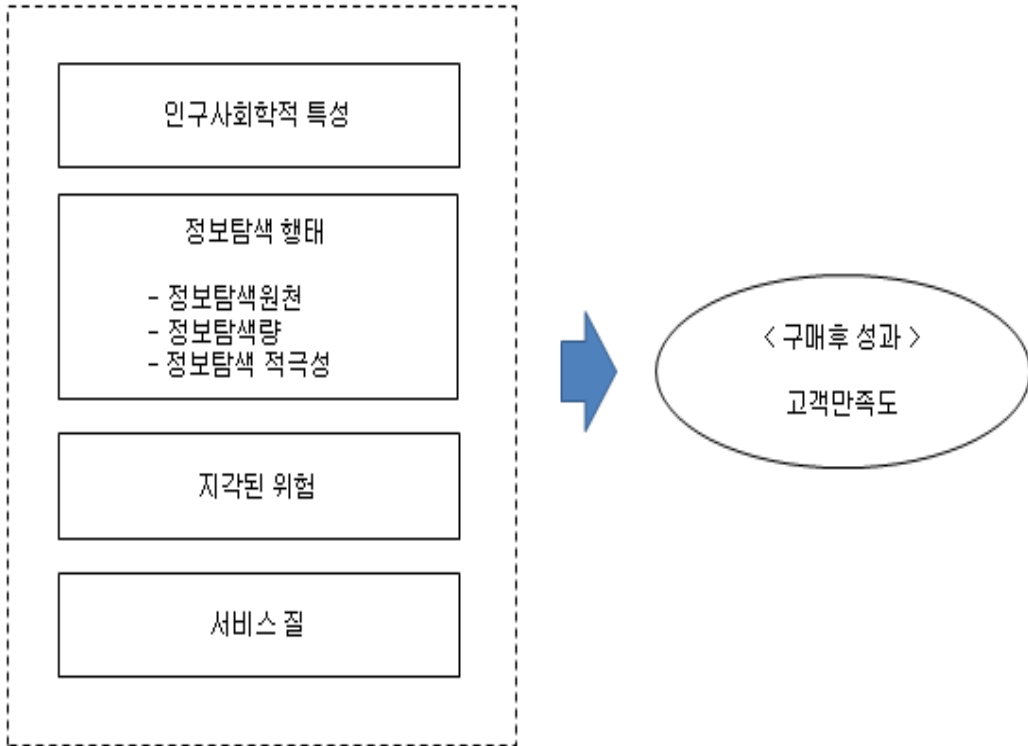 인구사회학적 특성
정보탐색 행태
- 정보탐색원천
- 정보탐색량
- 정보탐색 적극성
지각된 위험
서비스 질
< 구매후 성과 >
고객만족도